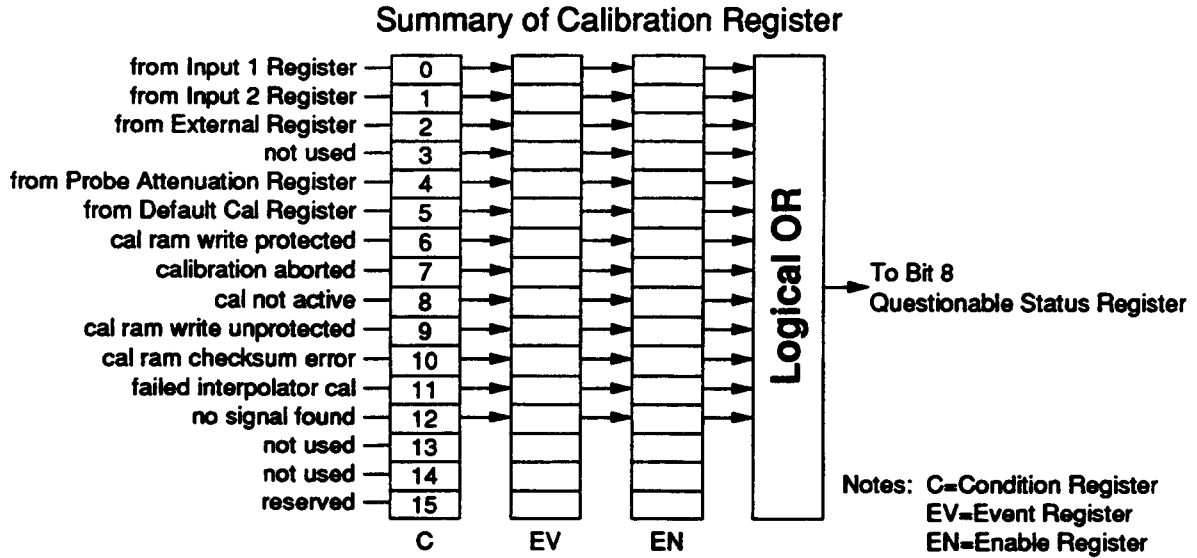 Summary of Calibration Register
from Input 1 Register 0
from Input 2 Register 1
from External Register 2
not used 3
from Probe Attenuation Register 4
from Default Cal Register 5
cal ram write protected 6
calibration aborted 7
cal not active 8
cal ram write unprotected 9
cal ram checksum error 10
failed interpolator cal 11
no signal found 12
not used 13
not used 14
reserved 15
C EV EN
Logical OR
To Bit 8
Questionable Status Register
Notes: C=Condition Register
EV=Event Register
EN=Enable Register